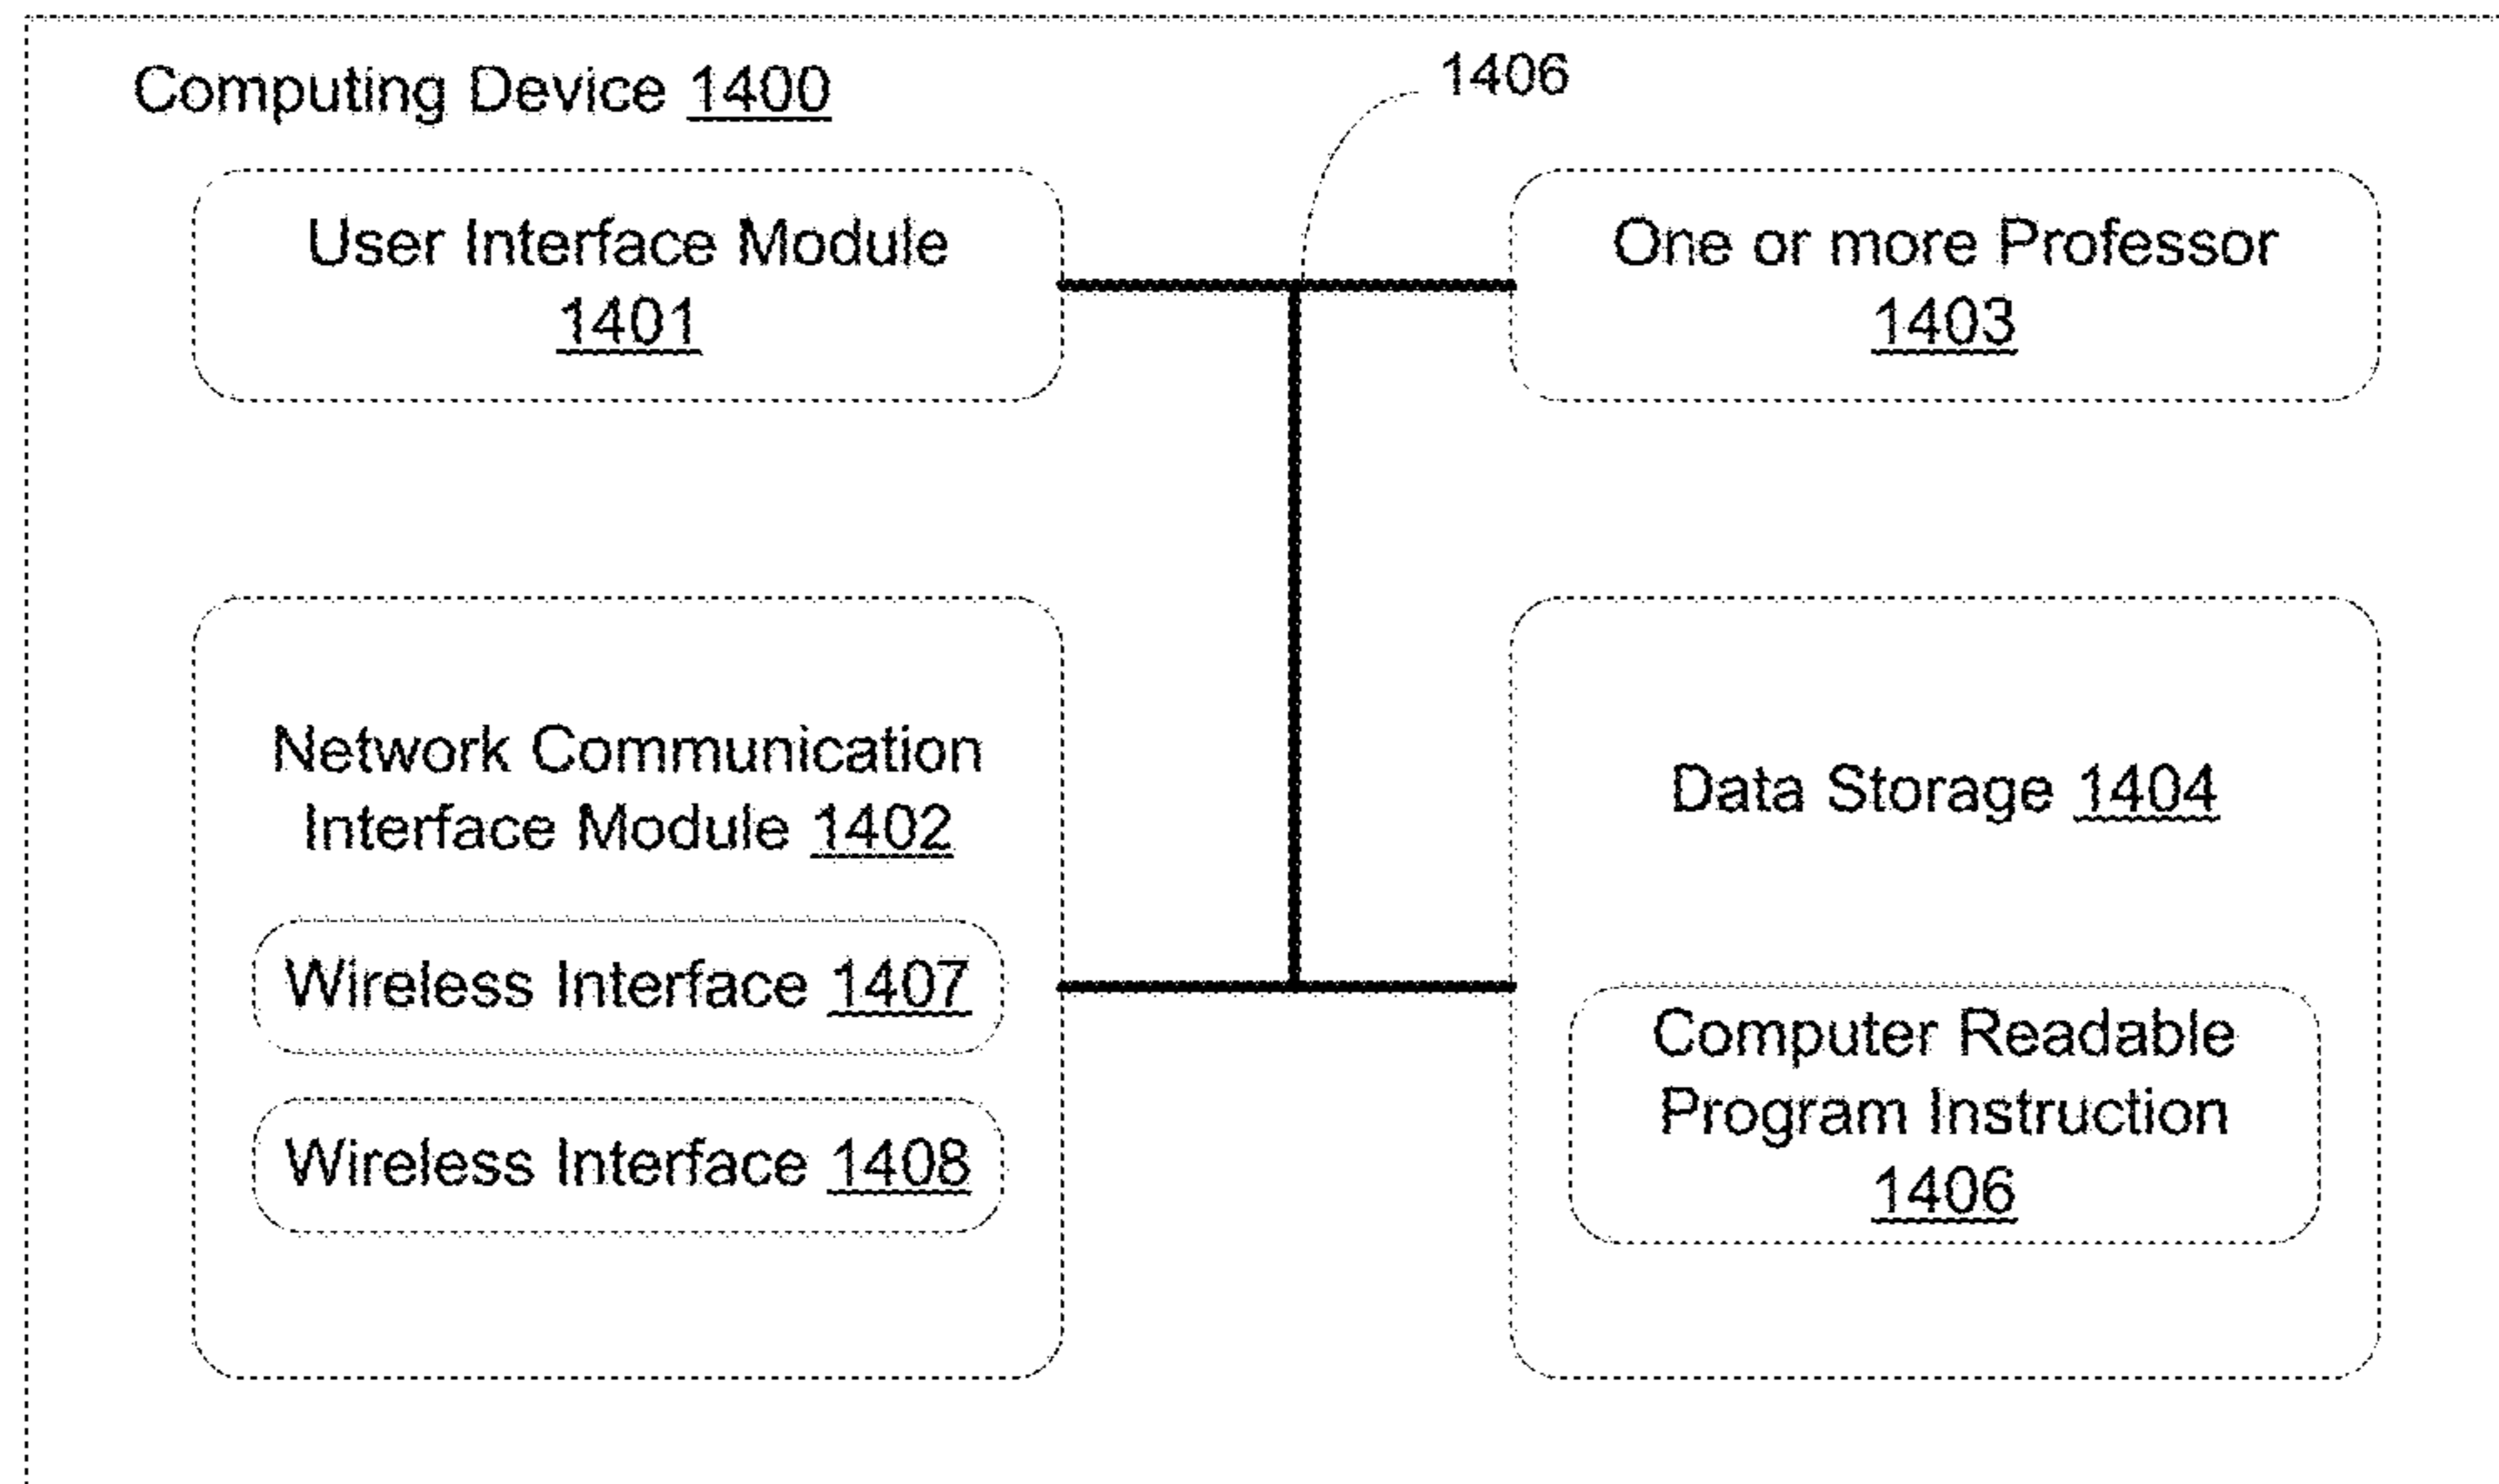 Computing Device 1400
1406
User Interface Module
1401
One or more Professor
1403
Network Communication
Interface Module 1402
Wireless Interface 1407
Wireless Interface 1408
Data Storage 1404
Computer Readable
Program Instruction
1406